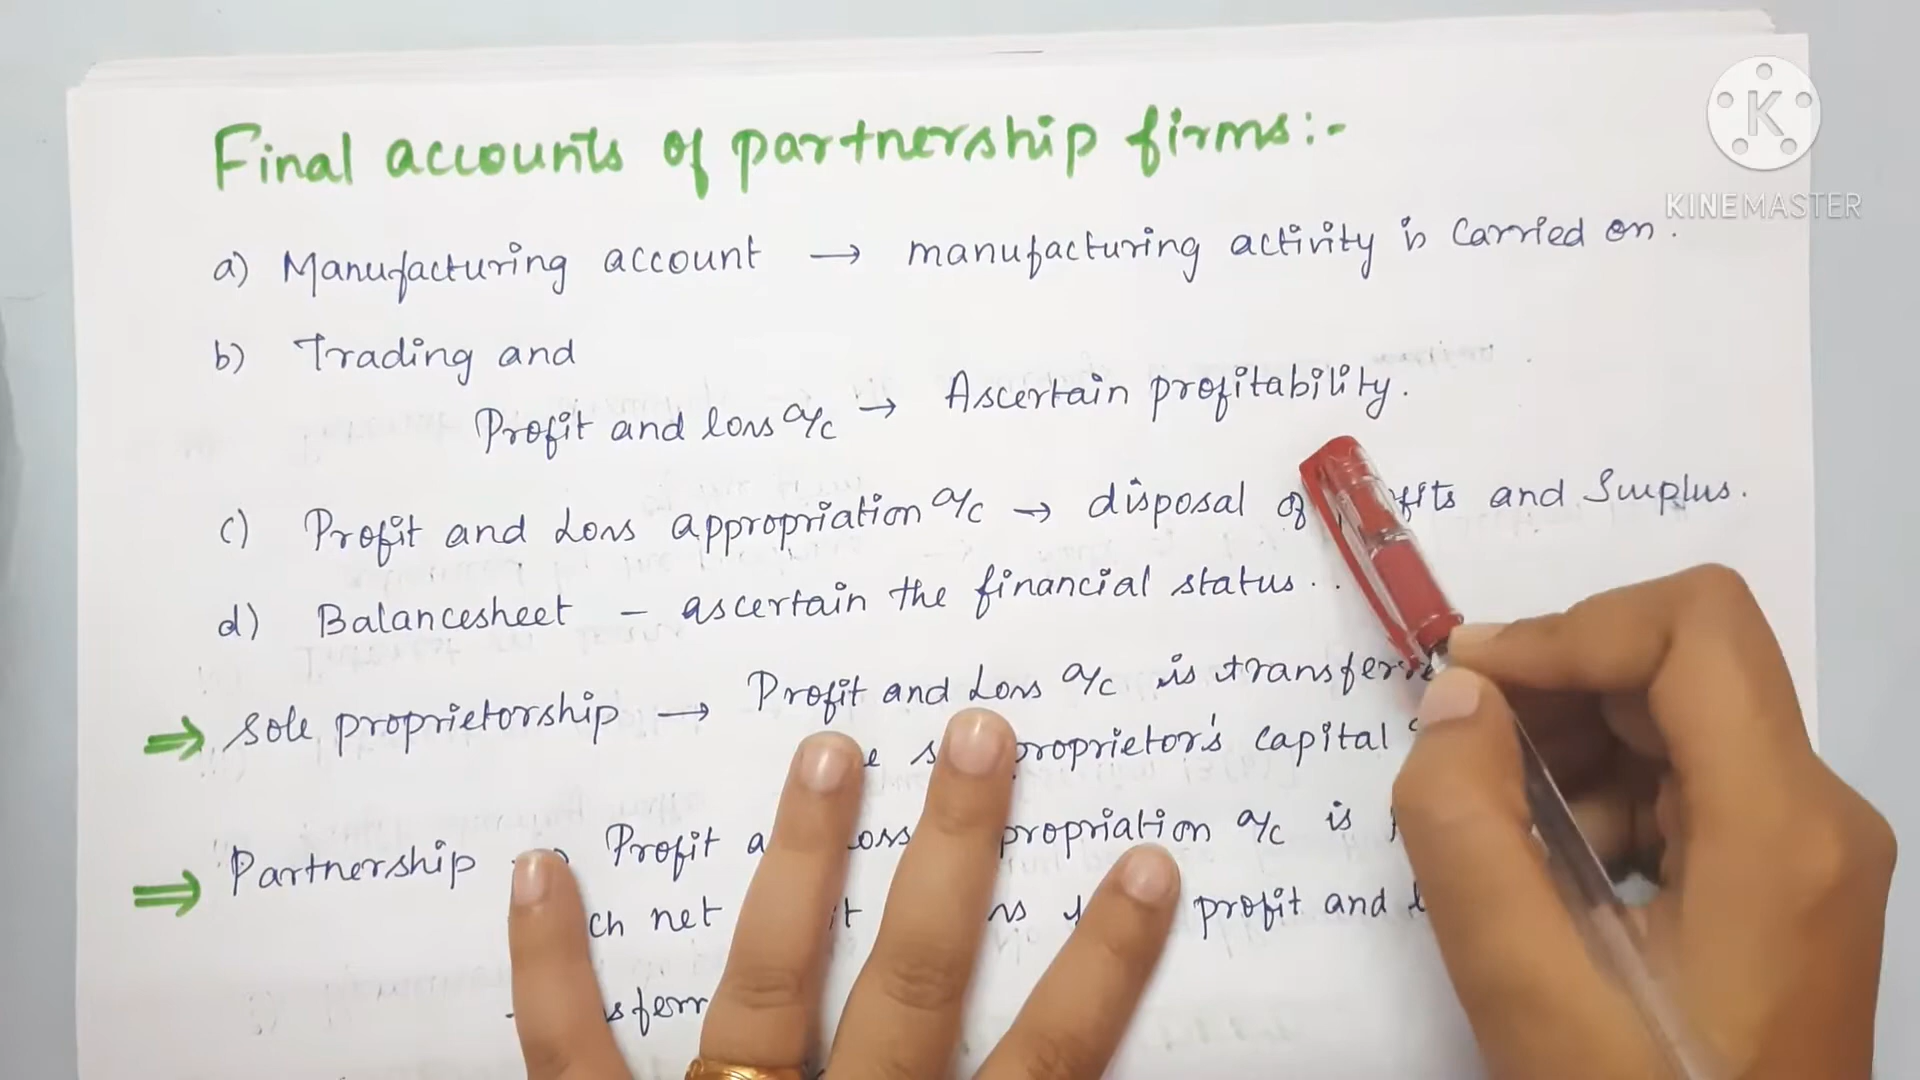 Final accounts of partnership firms:-
K
KINEMASTER
a) Manufacturing account → manufacturing activity is carried on.
b) Trading and
Profit and loss a/c → Ascertain profitability.
c) Profit and Loss appropriation a/c → disposal of and Surplus.
d) Balancesheet - ascertain the financial status..
⇒ Sole proprietorship → Profit and Loss a/c is
proprietor's capital
⇒ Partnership Profit a/c is
net profit and